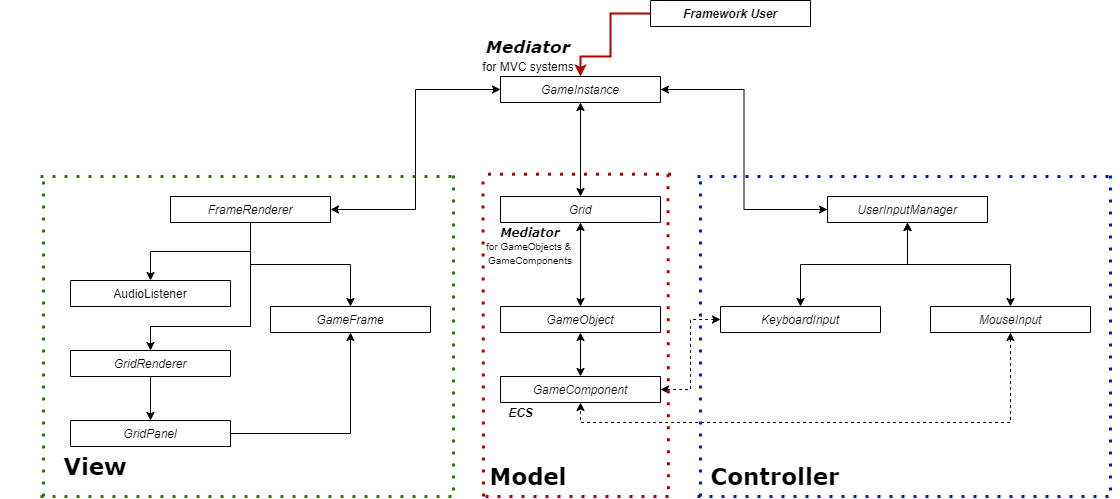 Framework User
Mediator
for MVC systems
GameInstance
FrameRenderer
AudioListener
GameFrame
GridRenderer
GridPanel
View
Grid
Mediator
for GameObjects &
GameComponents
GameObject
GameComponent
ECS
Model
UserInputManager
KeyboardInput
MouseInput
Controller